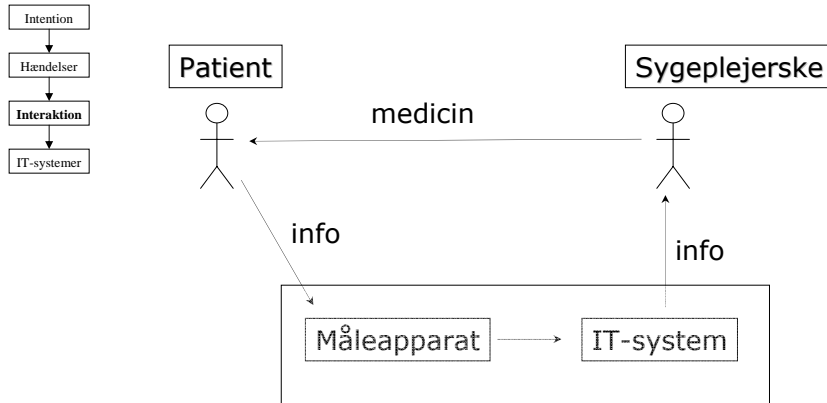 Intention
Hændelser
Interaktion
IT-systemer
Patient
Sygeplejerske
medicin
info
info
Måleapparat
IT-system